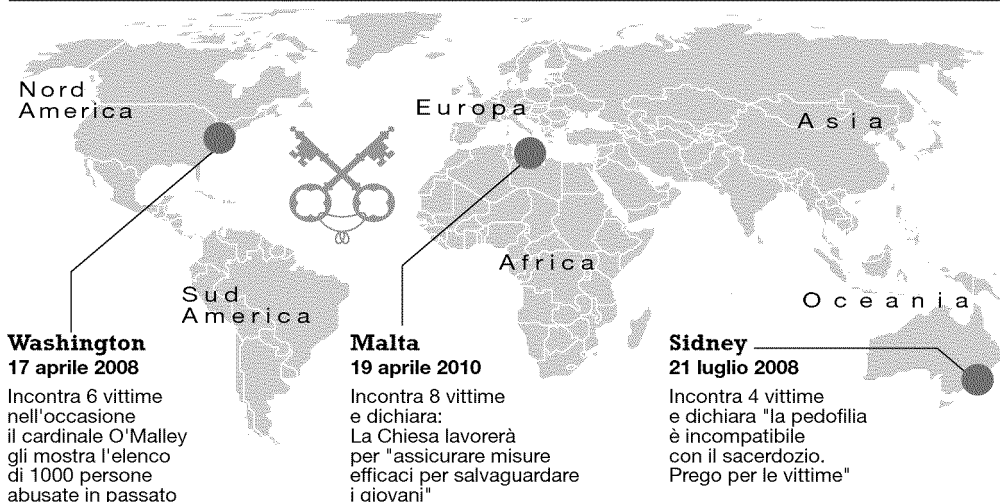 Nord
America
Europa
Asia
Africa
Sud
America
Oceania
Washington
17 aprile 2008
Incontra 6 vittime
nell'occasione
il cardinale O'Malley
gli mostra l'elenco
di 1000 persone
abusate in passato
Malta
19 aprile 2010
Incontra 8 vittime
e dichiara:
La Chiesa lavorerà
per "assicurare misure
efficaci per salvaguardare
i giovani"
Sidney
21 luglio 2008
Incontra 4 vittime
e dichiara "la pedofilia
è incompatibile
con il sacerdozio.
Prego per le vittime"